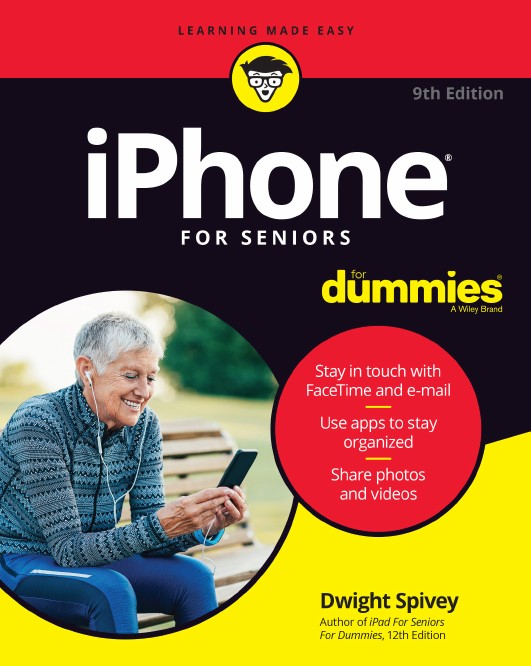 LEARNING MADE EASY
9th Edition
iPhone®
FOR SENIORS
for
dummies®
A Wiley Brand
Stay in touch with
FaceTime and e-mail
Use apps to stay
organized
Share photos
and videos
Dwight Spivey
Author of iPad For Seniors
For Dummies, 12th Edition